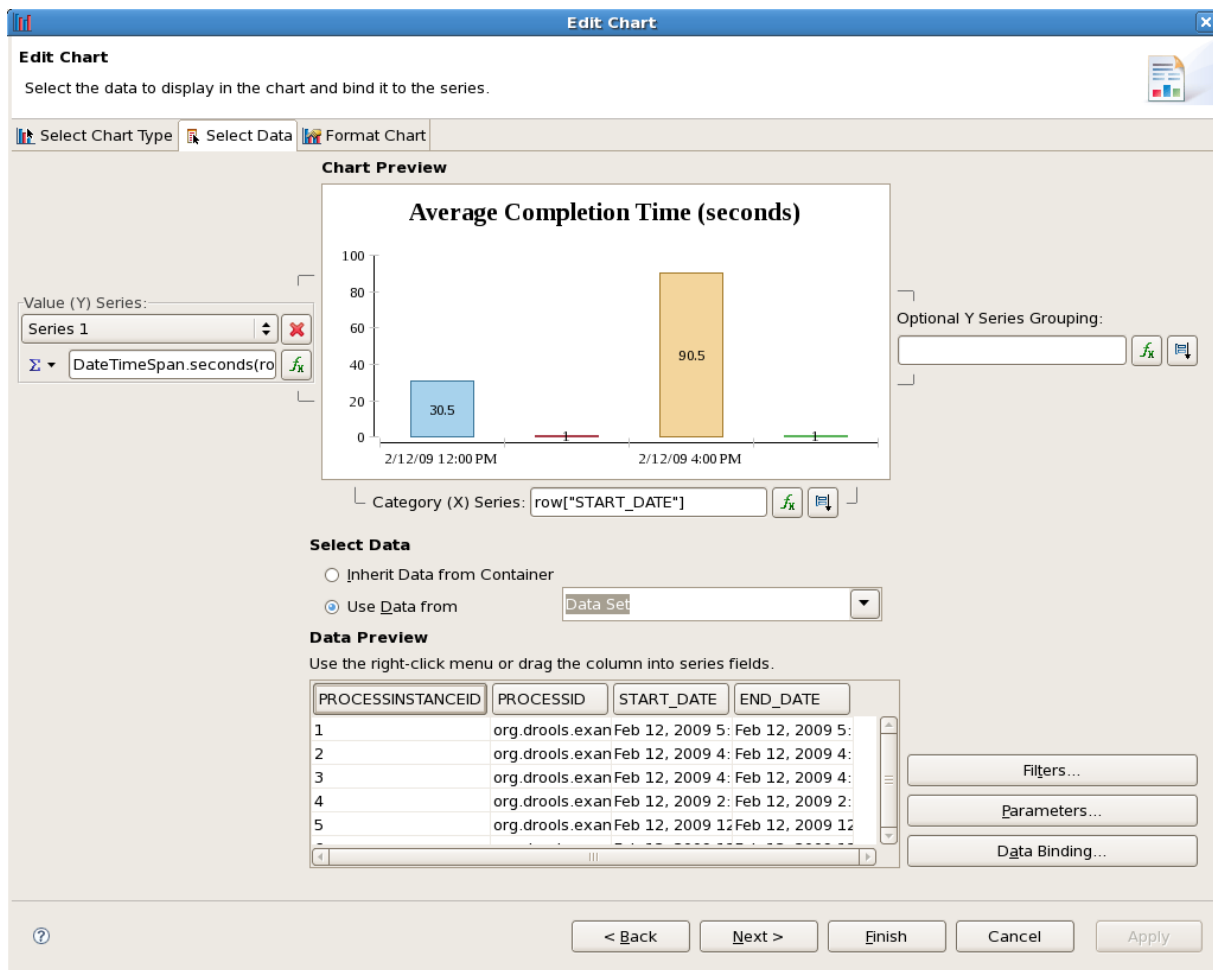 Edit Chart
Edit Chart
Select the data to display in the chart and bind it to the series.
Select Chart Type Select Data Format Chart
Chart Preview
Average Completion Time (seconds)
100
80
60
40
20
0
30.5
1
90.5
1
2/12/09 12:00 PM 2/12/09 4:00 PM
Value (Y) Series:
Series 1
Σ DateTimeSpan.seconds(ro fx
Optional Y Series Grouping:
fx
Category (X) Series: row["START_DATE"] fx
Select Data
Inherit Data from Container
Use Data from Data Set
Data Preview
Use the right-click menu or drag the column into series fields.
PROCESSINSTANCEID PROCESSID START_DATE END_DATE
1 org.drools.exan Feb 12, 2009 5: Feb 12, 2009 5:
2 org.drools.exan Feb 12, 2009 4: Feb 12, 2009 4:
3 org.drools.exan Feb 12, 2009 4: Feb 12, 2009 4:
4 org.drools.exan Feb 12, 2009 2: Feb 12, 2009 2:
5 org.drools.exan Feb 12, 2009 12 Feb 12, 2009 12
Filters...
Parameters...
Data Binding...
? < Back Next > Finish Cancel Apply